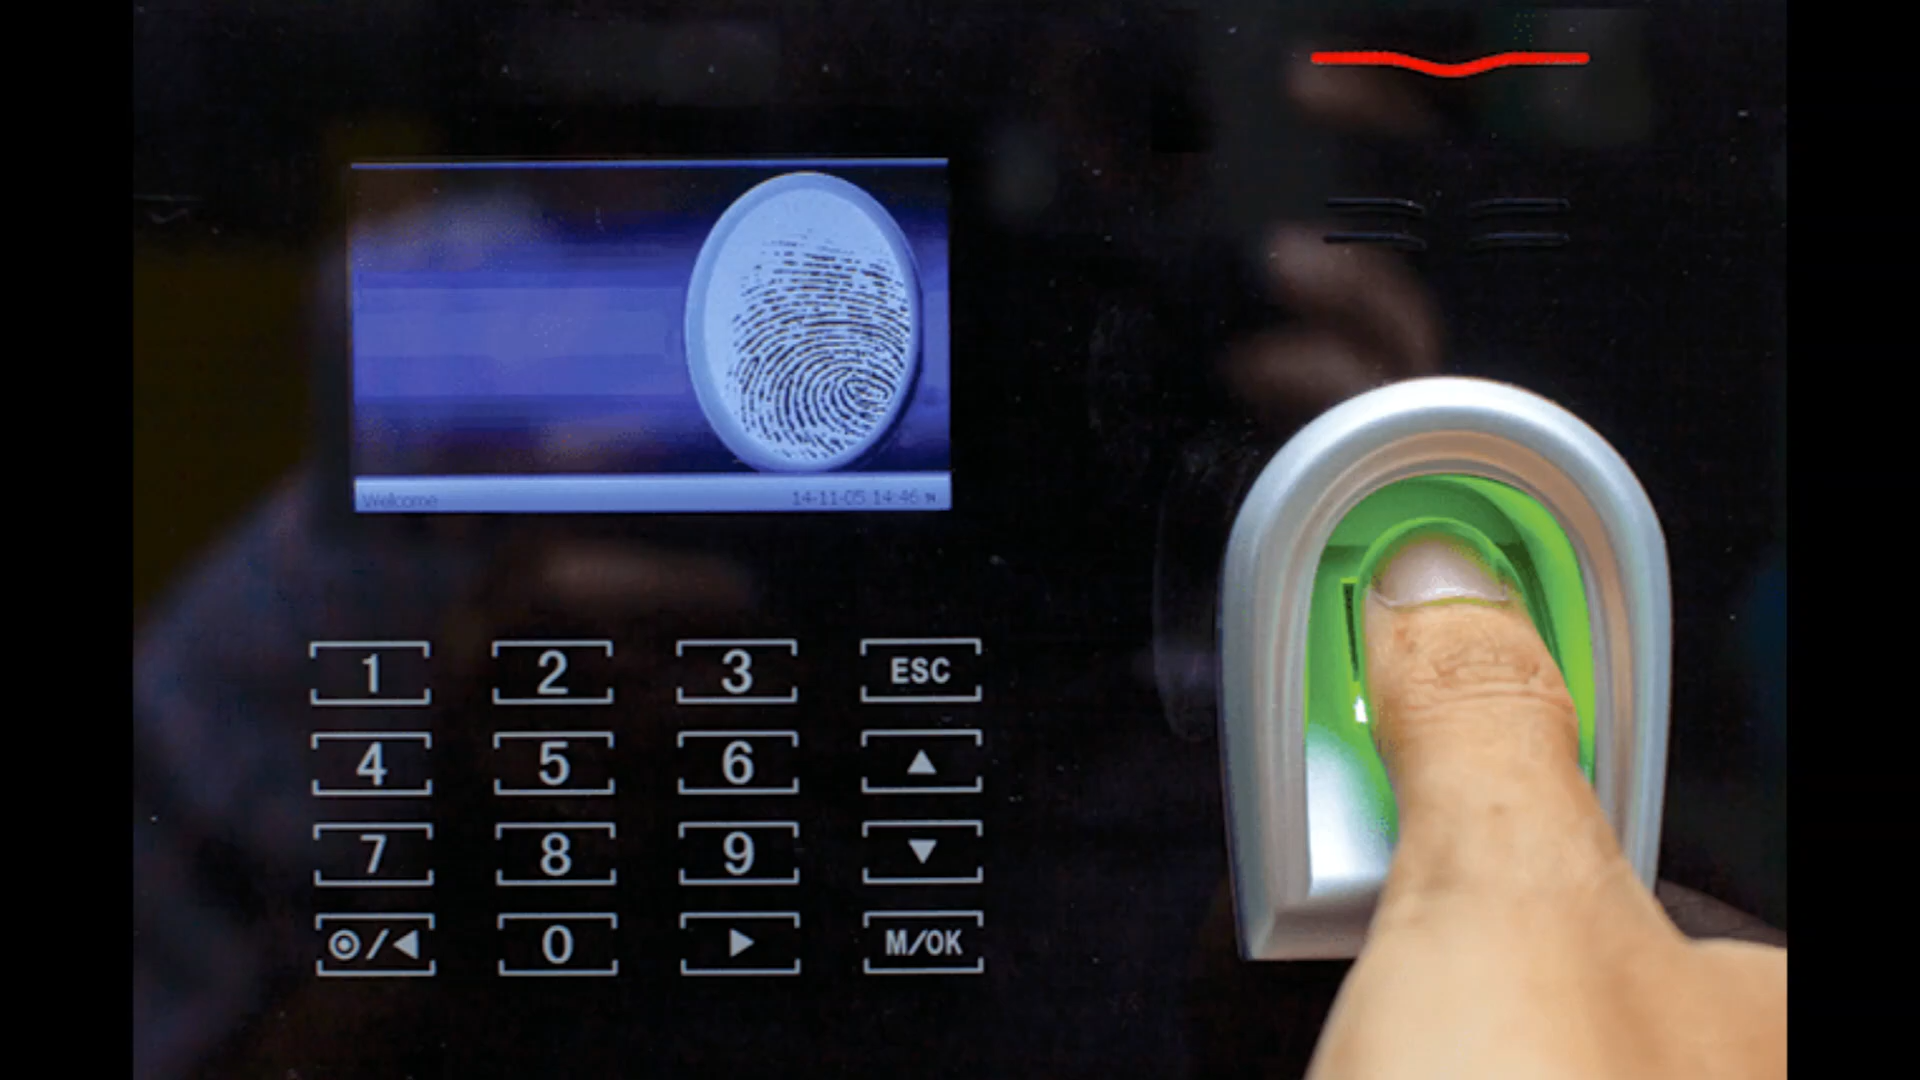 Welcome 14-11-05 14:46
1 2 3 ESC
4 5 6 ▲
7 8 9 ▼
◎/◀ 0 ▶ M/OK